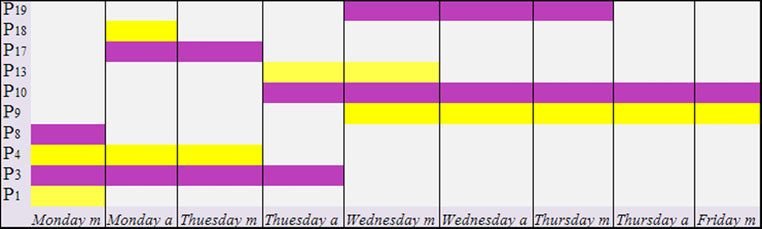 P19
P18
P17
P13
P10
P9
P8
P4
P3
P1
Monday m Monday a Thuesday m Thuesday a Wednesday m Wednesday a Thursday m Thursday a Friday m